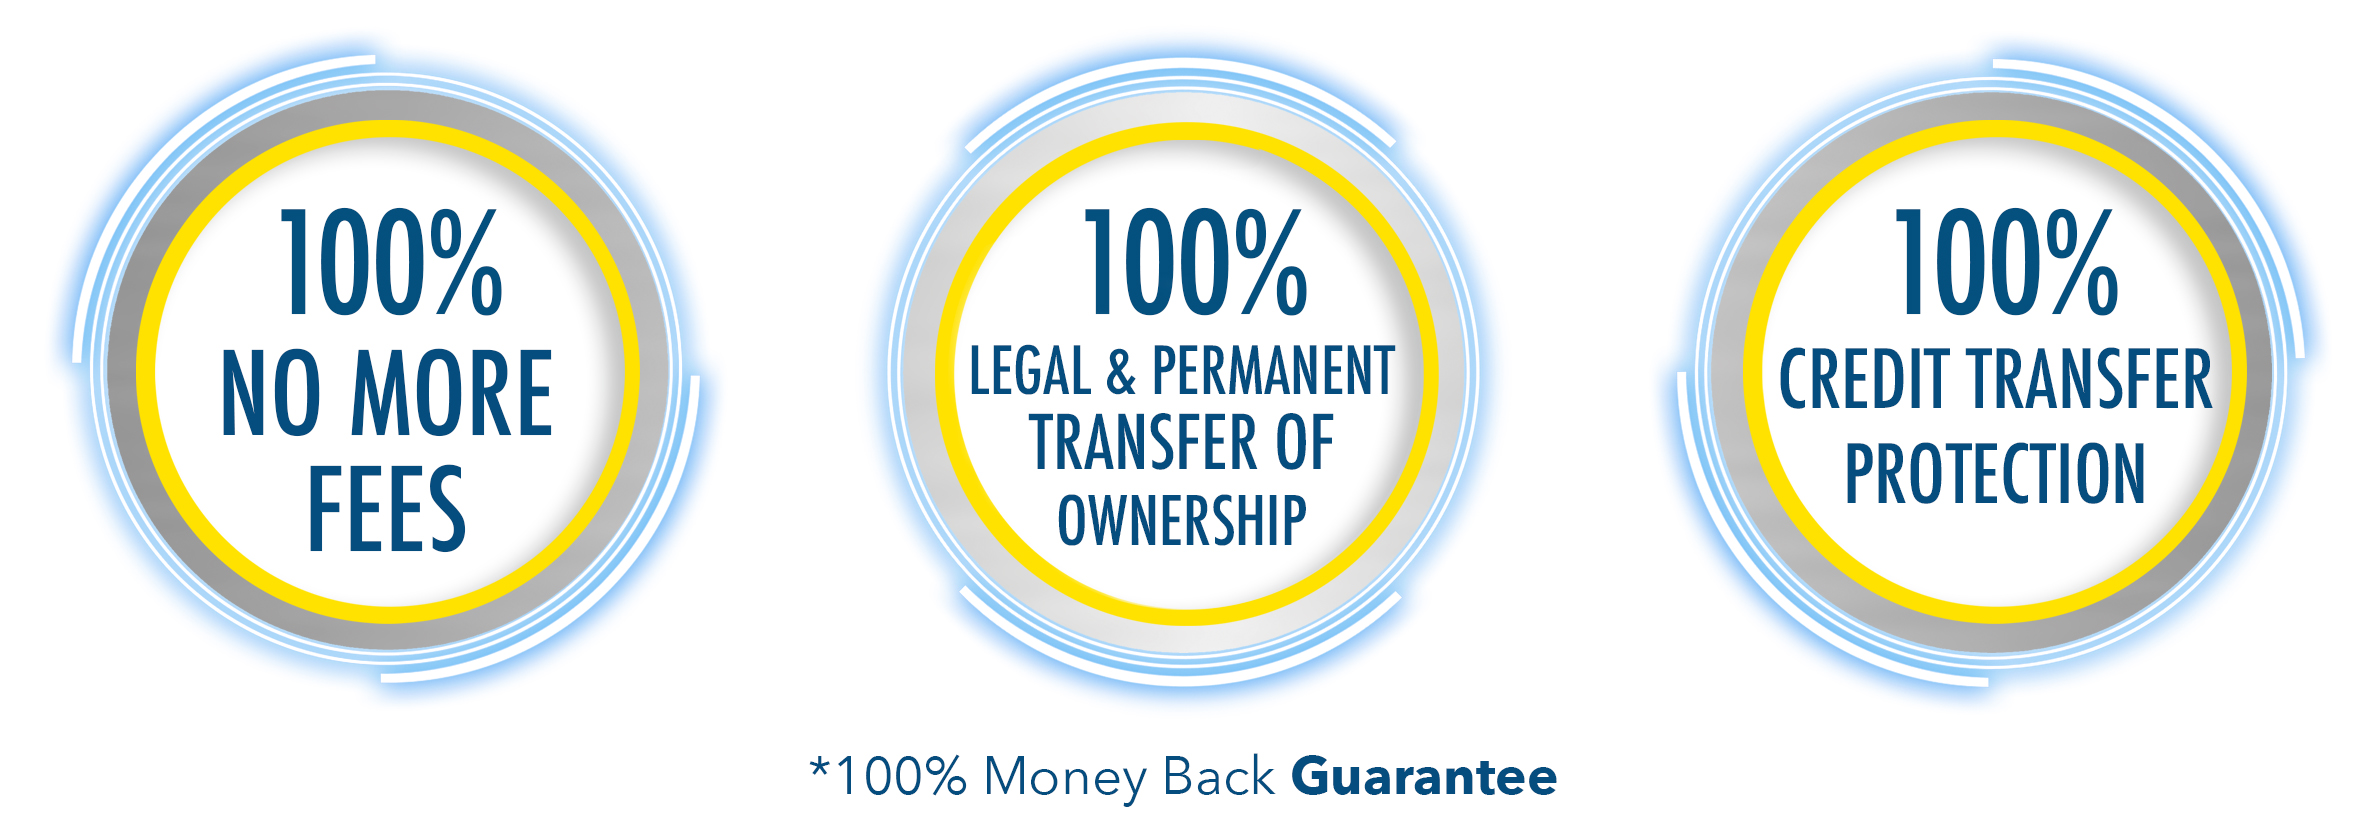 100%
NO MORE
FEES
100%
LEGAL & PERMANENT
TRANSFER OF
OWNERSHIP
100%
CREDIT TRANSFER
PROTECTION
*100% Money Back Guarantee